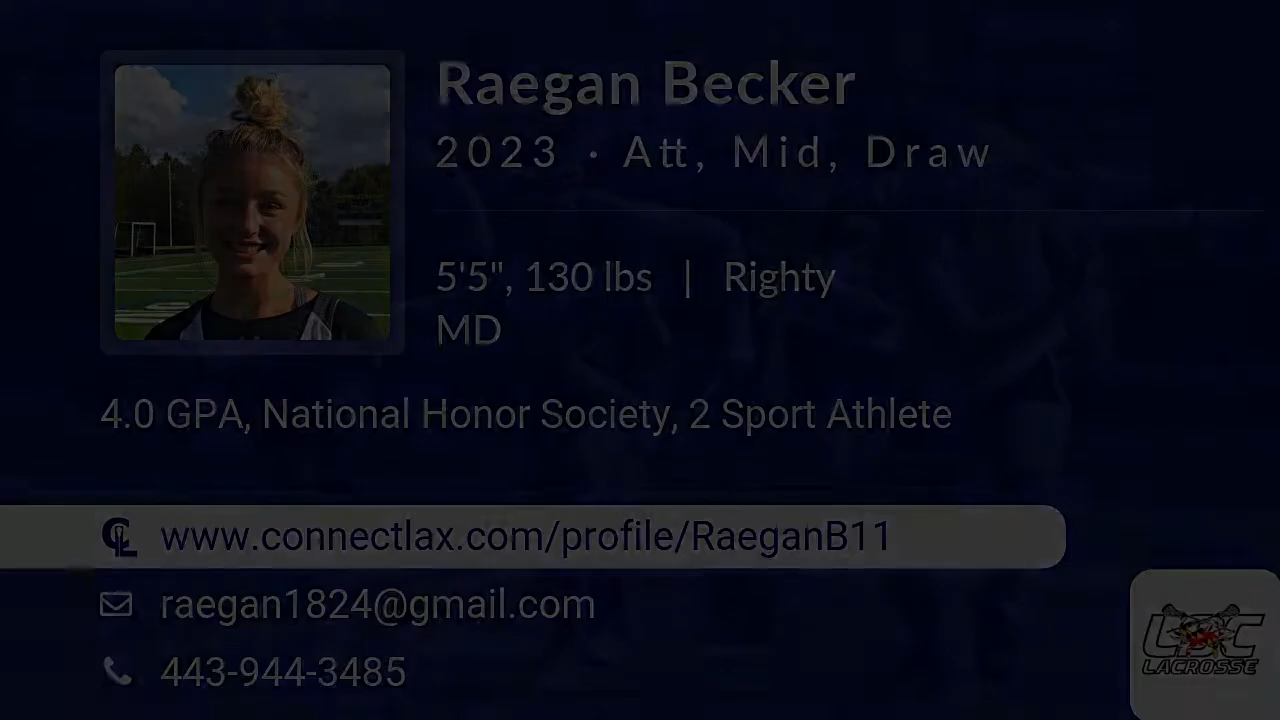 Raegan Becker
2023 · Att, Mid, Draw
5'5", 130 lbs | Righty
MD
4.0 GPA, National Honor Society, 2 Sport Athlete
www.connectlax.com/profile/RaeganB11
raegan1824@gmail.com
443-944-3485
LSC
LACROSSE